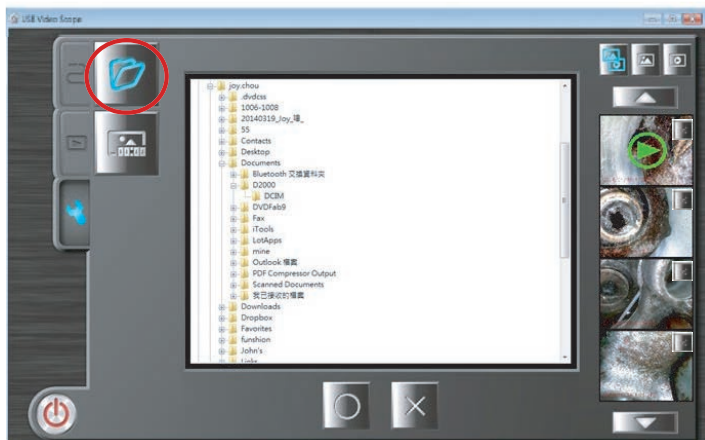 USB Video Scope
joy.chou
.dvdcss
1006-1008
20140319_Joy_瓊_
55
Contacts
Desktop
Documents
Bluetooth 交換資料夾
D2000
DCIM
DVDFab9
Fax
iTools
LotApps
mine
Outlook 檔案
PDF Compressor Output
Scanned Documents
我已接收的檔案
Downloads
Dropbox
Favorites
funshion
John's
Links